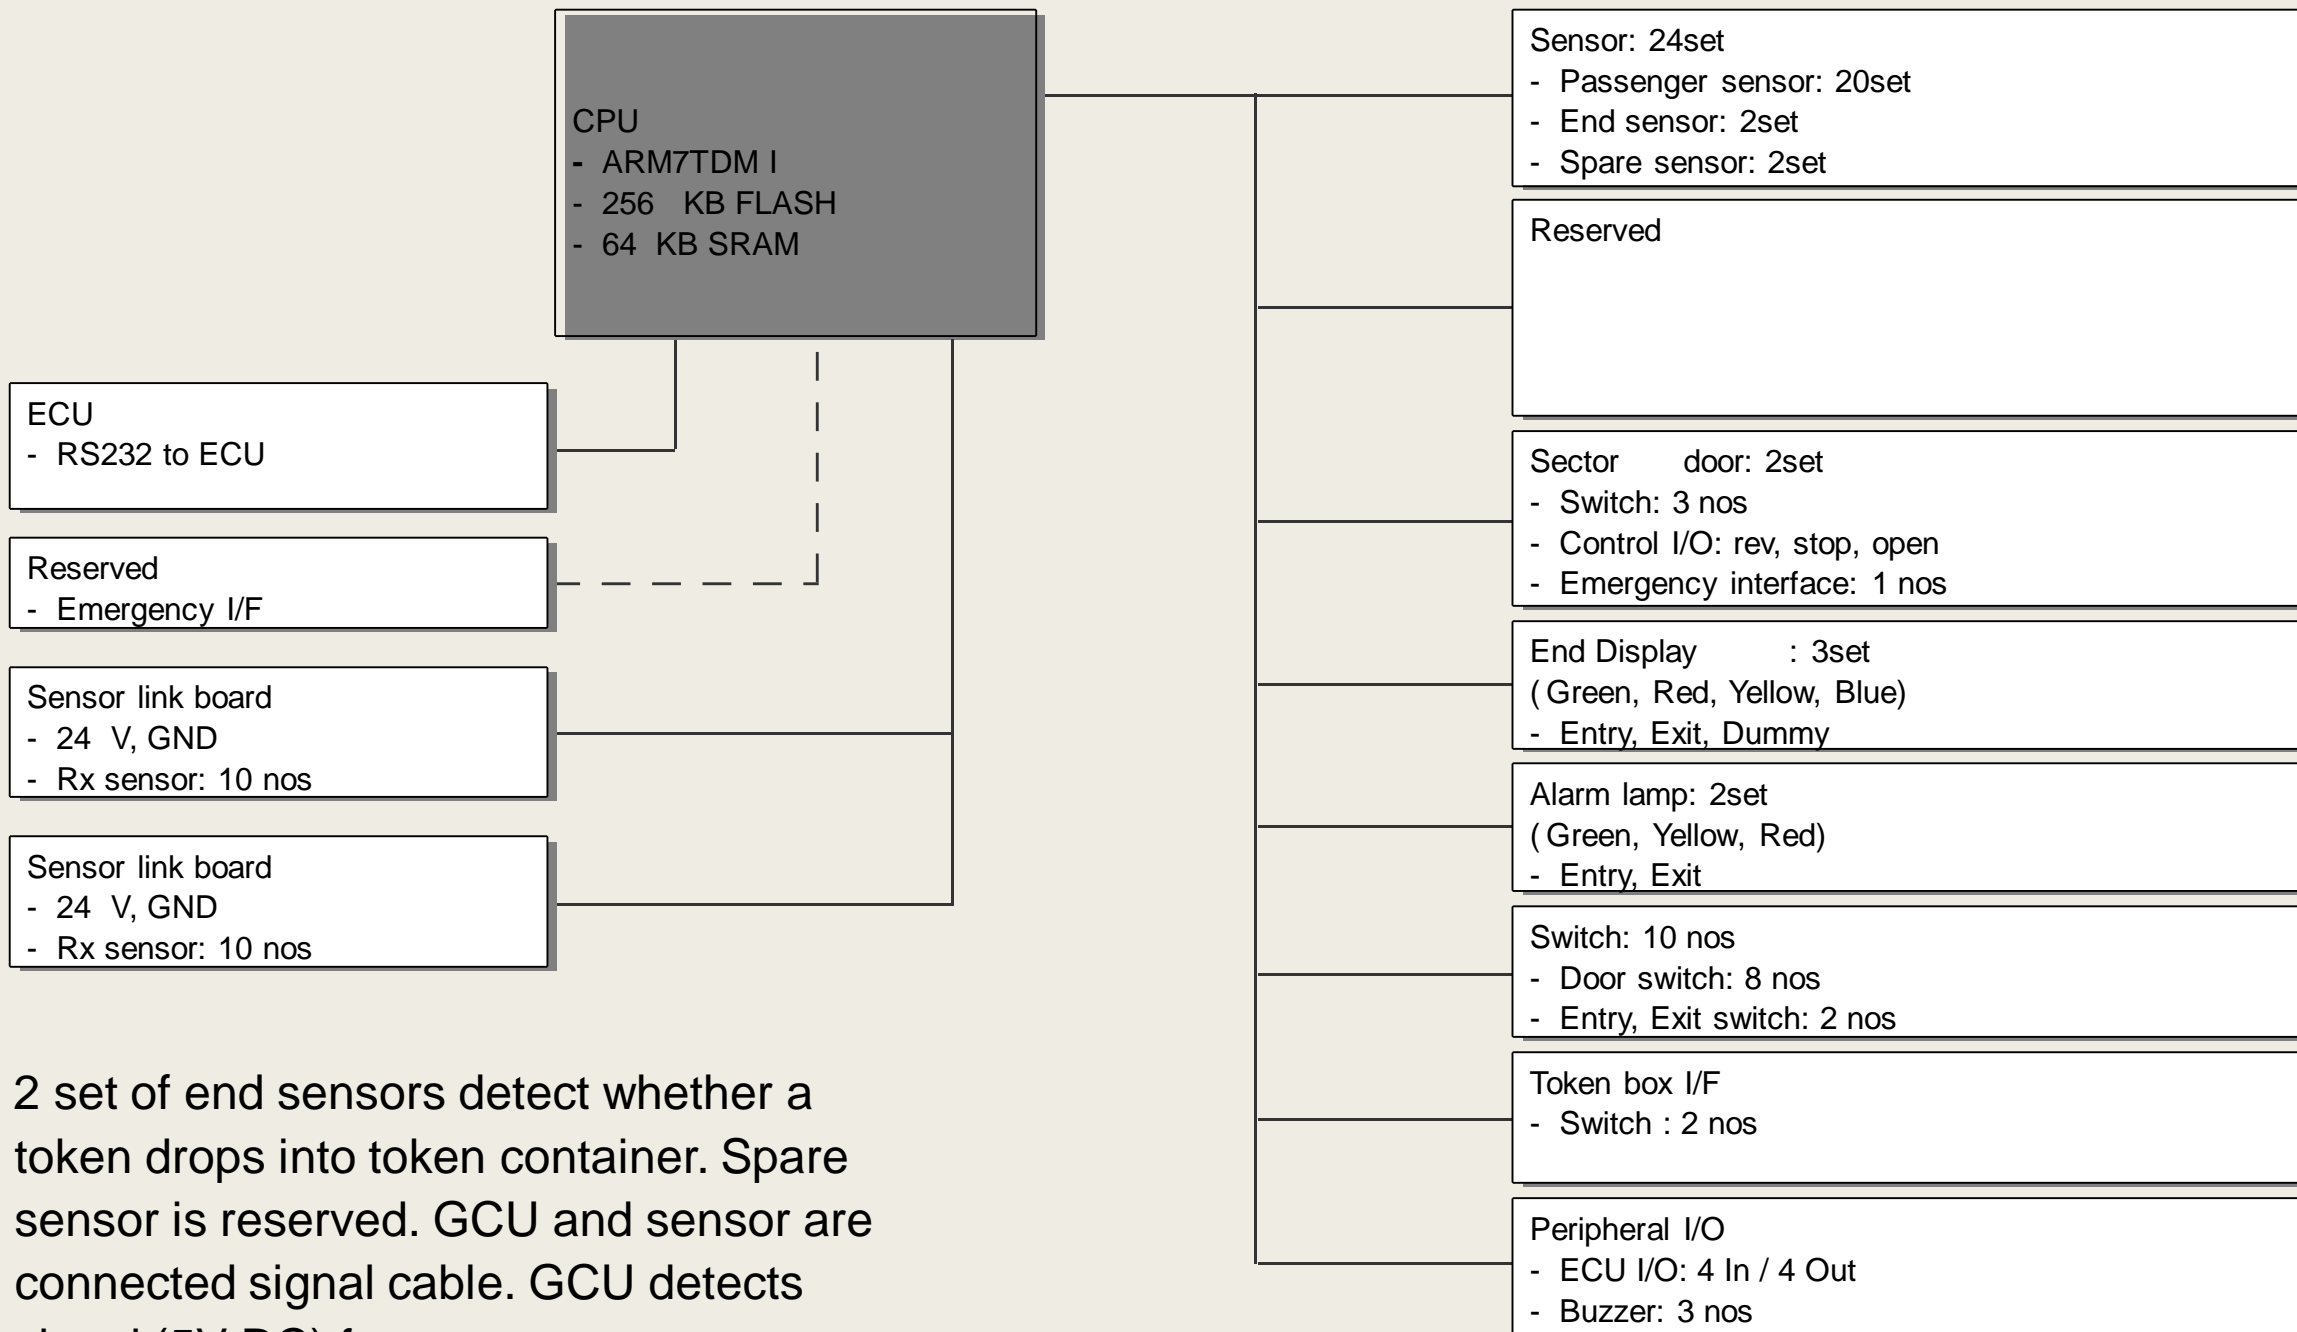 CPU
- ARM7TDM I
- 256 KB FLASH
- 64 KB SRAM
ECU
- RS232 to ECU
Reserved
- Emergency I/F
Sensor link board
- 24 V, GND
- Rx sensor: 10 nos
Sensor link board
- 24 V, GND
- Rx sensor: 10 nos
2 set of end sensors detect whether a
token drops into token container. Spare
sensor is reserved. GCU and sensor are
connected signal cable. GCU detects
Sensor: 24set
- Passenger sensor: 20set
- End sensor: 2set
- Spare sensor: 2set
Reserved
Sector door: 2set
- Switch: 3 nos
- Control I/O: rev, stop, open
- Emergency interface: 1 nos
End Display : 3set
( Green, Red, Yellow, Blue)
- Entry, Exit, Dummy
Alarm lamp: 2set
( Green, Yellow, Red)
- Entry, Exit
Switch: 10 nos
- Door switch: 8 nos
- Entry, Exit switch: 2 nos
Token box I/F
- Switch : 2 nos
Peripheral I/O
- ECU I/O: 4 In / 4 Out
- Buzzer: 3 nos